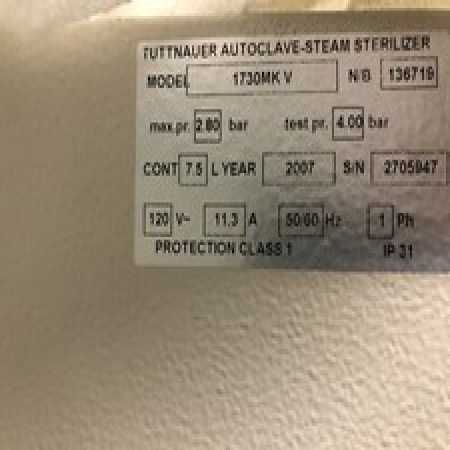 TUTTNAUER AUTOCLAVE-STEAM STERILIZER
MODEL 1730MK V N/B 136719
max.pr. 2.80 bar test pr. 4.00 bar
CONT 7.5 L YEAR 2007 S/N 2705947
120 V~ 11.3 A 50/60 Hz 1 Ph
PROTECTION CLASS 1 IP 31